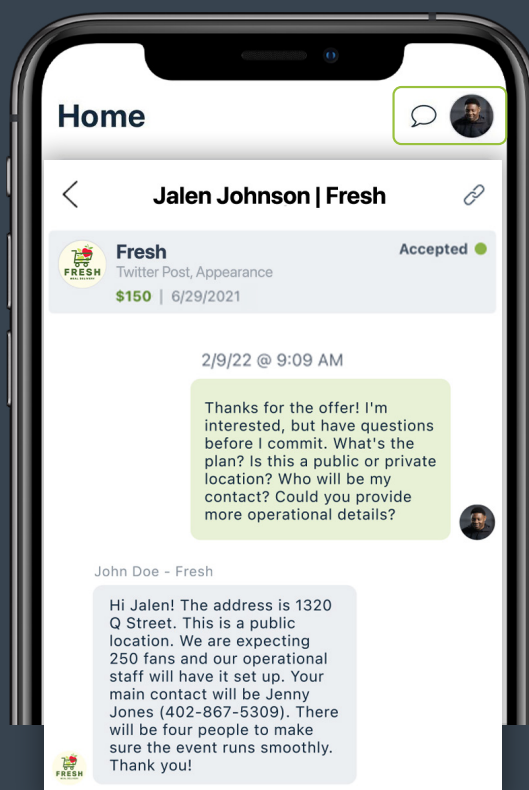 Home
Jalen Johnson | Fresh
FRESH
Fresh
Accepted
Twitter Post, Appearance
$150 | 6/29/2021
2/9/22 @ 9:09 AM
Thanks for the offer! I'm
interested, but have questions
before I commit. What's the
plan? Is this a public or private
location? Who will be my
contact? Could you provide
more operational details?
John Doe - Fresh
Hi Jalen! The address is 1320
Q Street. This is a public
location. We are expecting
250 fans and our operational
staff will have it set up. Your
main contact will be Jenny
Jones (402-867-5309). There
will be four people to make
sure the event runs smoothly.
Thank you!
FRESH